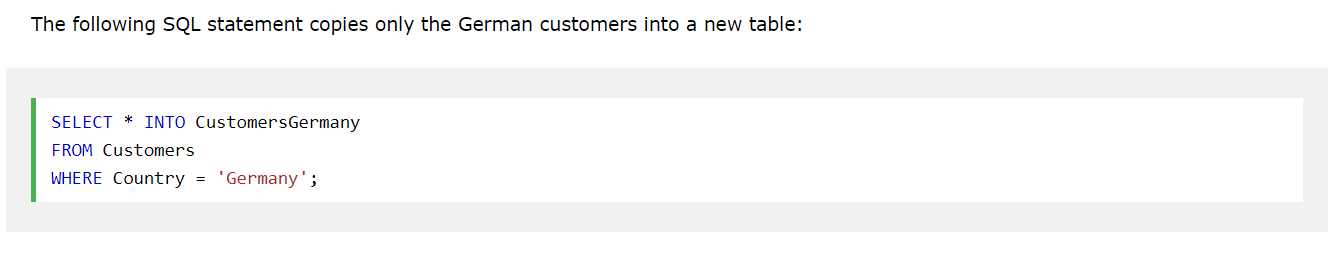 The following SQL statement copies only the German customers into a new table:
SELECT * INTO CustomersGermany
FROM Customers
WHERE Country = 'Germany';